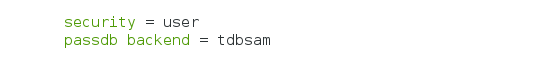 security = user
passdb backend = tdbsam